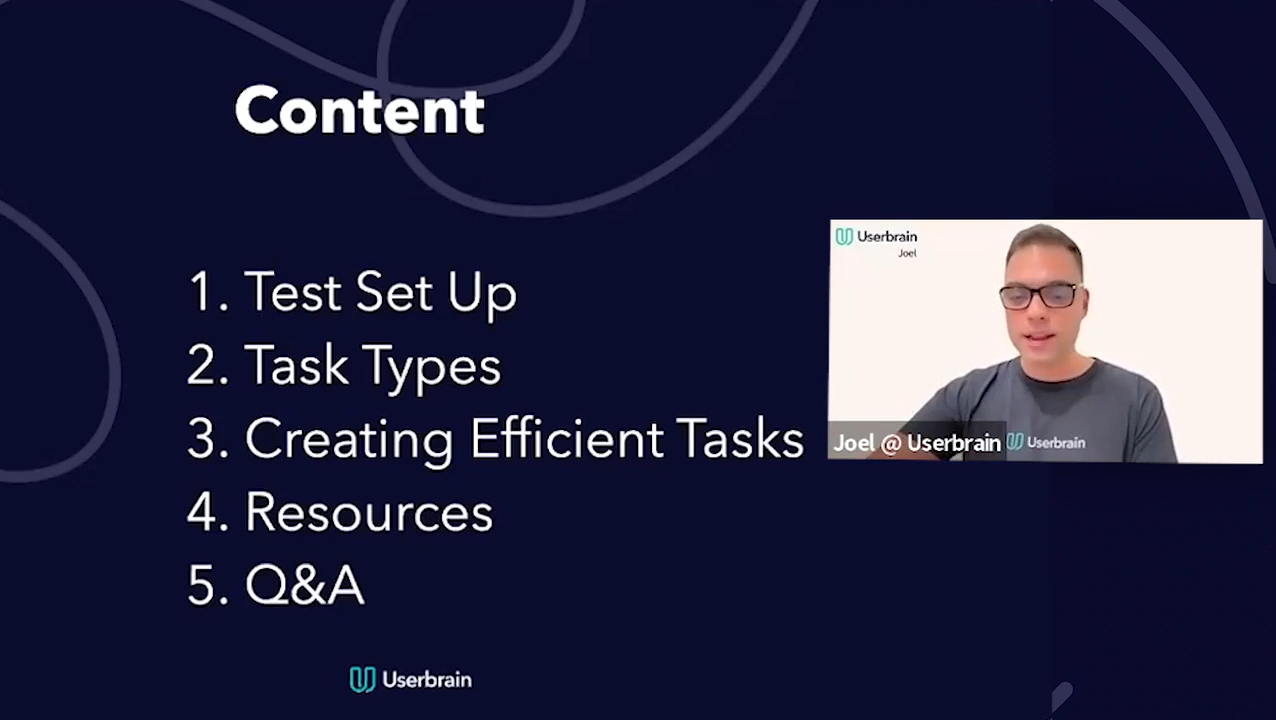 Content
1. Test Set Up
2. Task Types
3. Creating Efficient Tasks
4. Resources
5. Q&A
Userbrain
Userbrain
Joel
Joel @ Userbrain
Userbrain